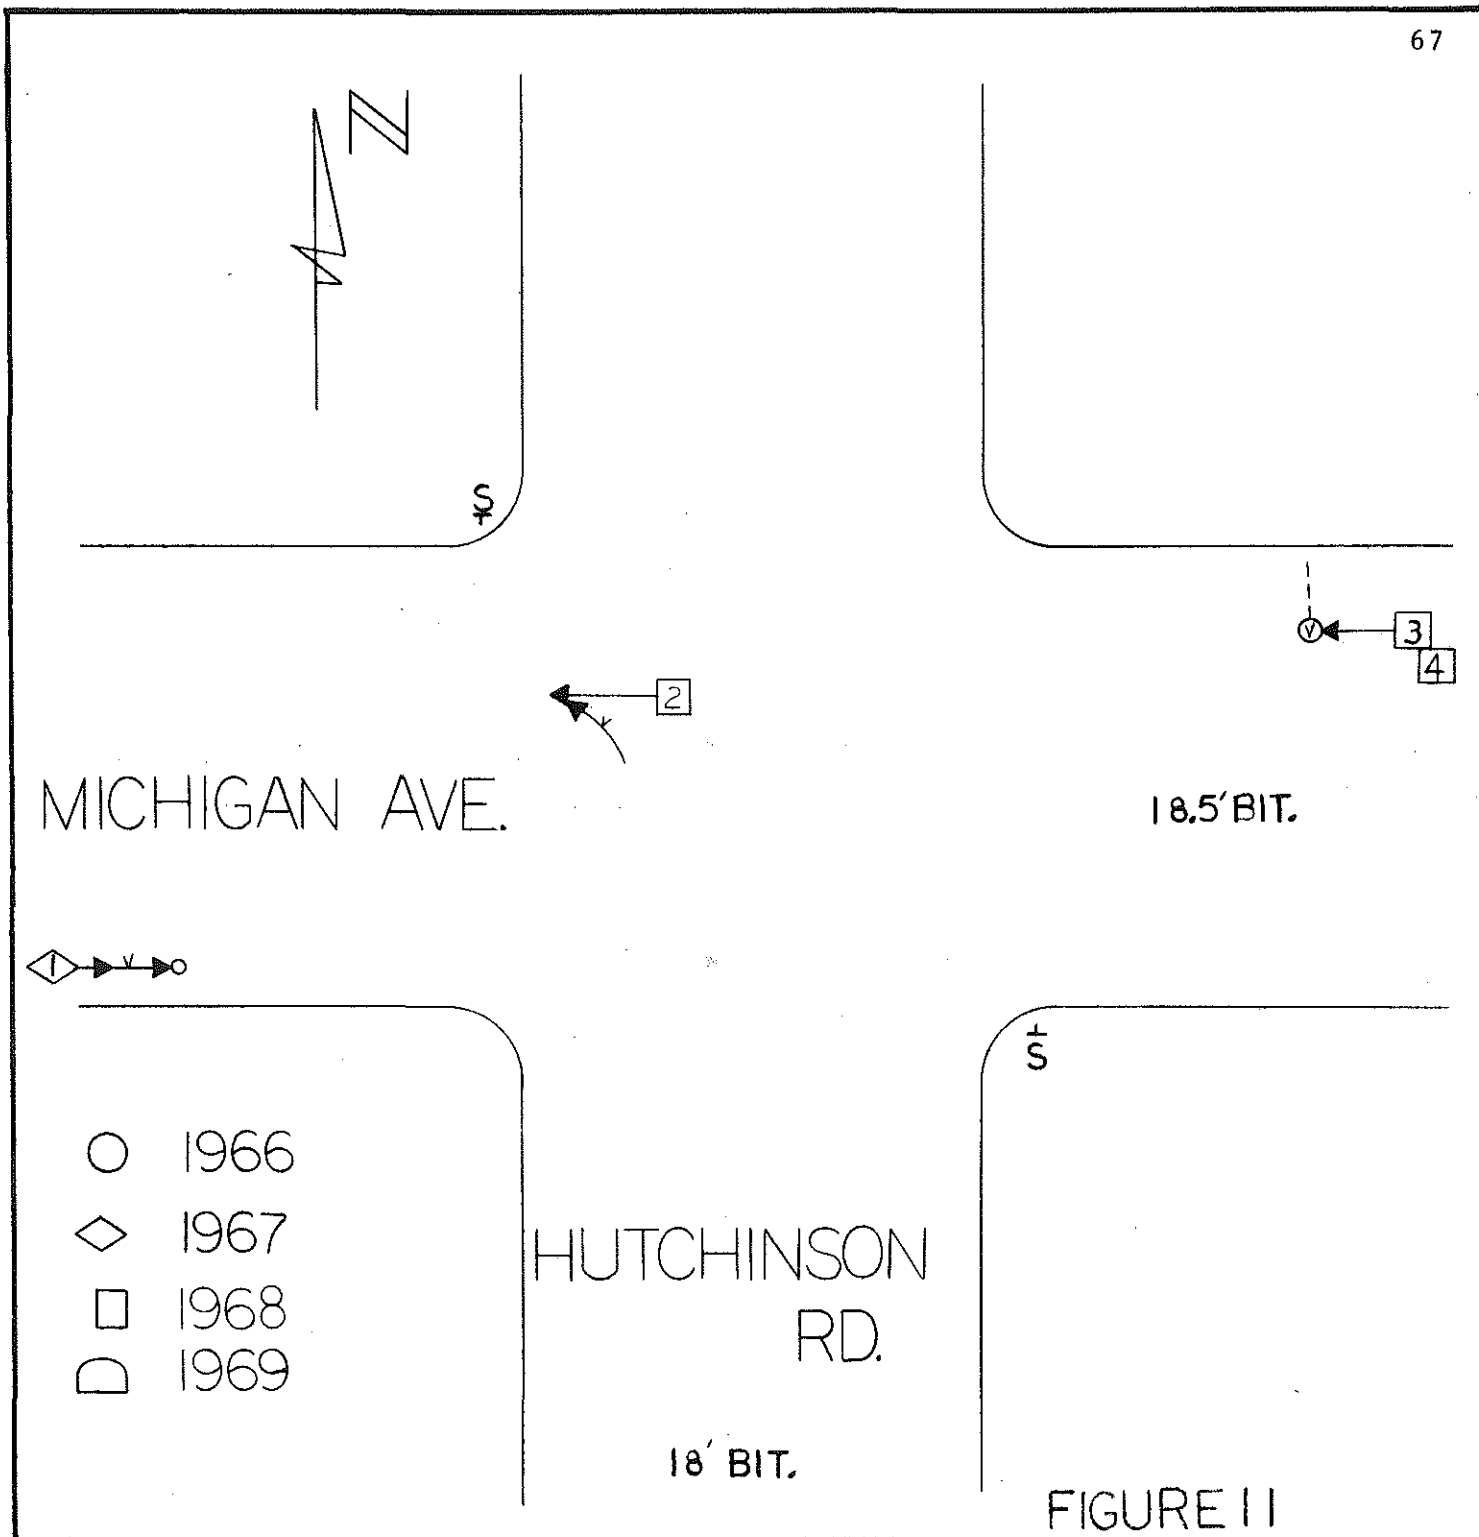 67
N
S
V
3
4
2
V
MICHIGAN AVE.
18.5' BIT.
1
V
S
1966
1967
1968
1969
HUTCHINSON
RD.
18' BIT.
FIGURE 11